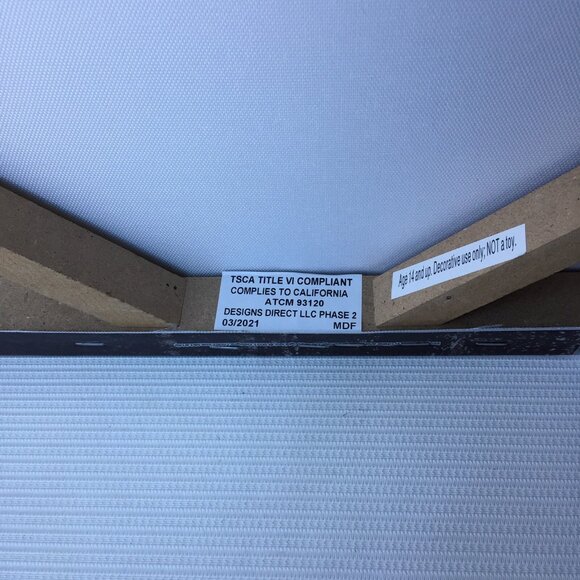 TSCA TITLE VI COMPLIANT
COMPLIES TO CALIFORNIA
ATCM 93120
DESIGNS DIRECT LLC PHASE 2
03/2021 MDF
Age 14 and up. Decorative use only; NOT a toy.